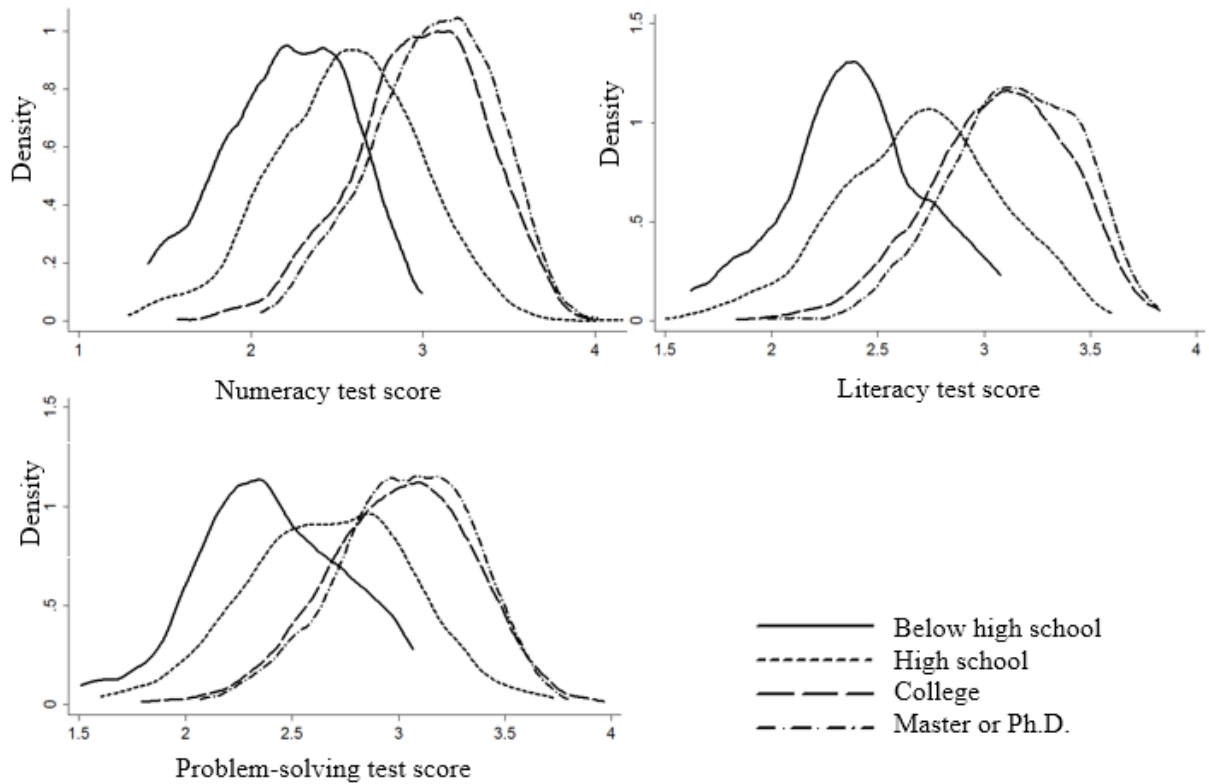 Density
0 .2 .4 .6 .8 1
1 2 3 4
Numeracy test score
Density
0 .5 1 1.5
1.5 2 2.5 3 3.5 4
Literacy test score
Density
0 .5 1 1.5
1.5 2 2.5 3 3.5 4
Problem-solving test score
Below high school
High school
College
Master or Ph.D.